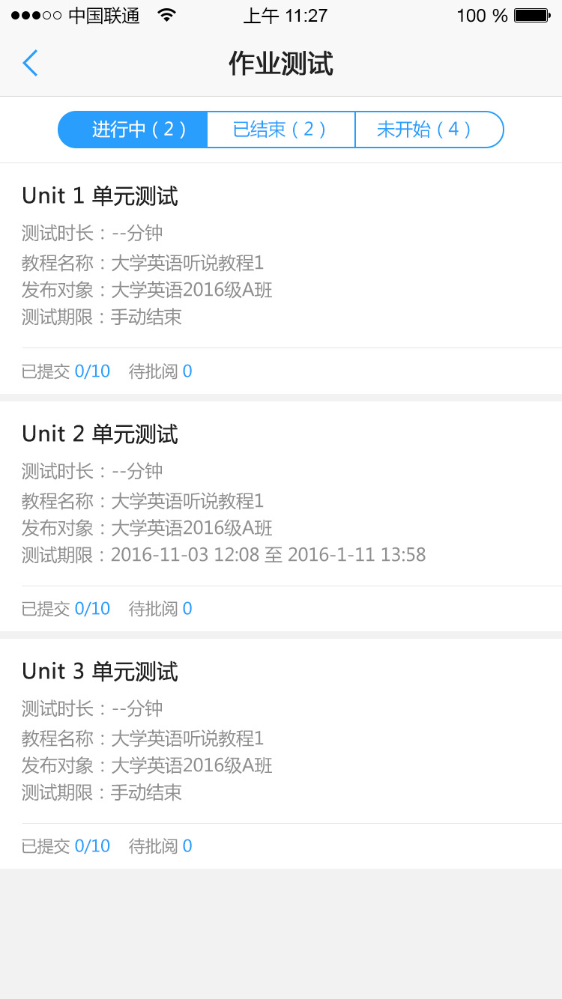 中国联通 上午 11:27 100 %
作业测试
进行中（2） 已结束（2） 未开始（4）
Unit 1 单元测试
测试时长：--分钟
教程名称：大学英语听说教程1
发布对象：大学英语2016级A班
测试期限：手动结束
已提交 0/10 待批阅 0
Unit 2 单元测试
测试时长：--分钟
教程名称：大学英语听说教程1
发布对象：大学英语2016级A班
测试期限：2016-11-03 12:08 至 2016-1-11 13:58
已提交 0/10 待批阅 0
Unit 3 单元测试
测试时长：--分钟
教程名称：大学英语听说教程1
发布对象：大学英语2016级A班
测试期限：手动结束
已提交 0/10 待批阅 0